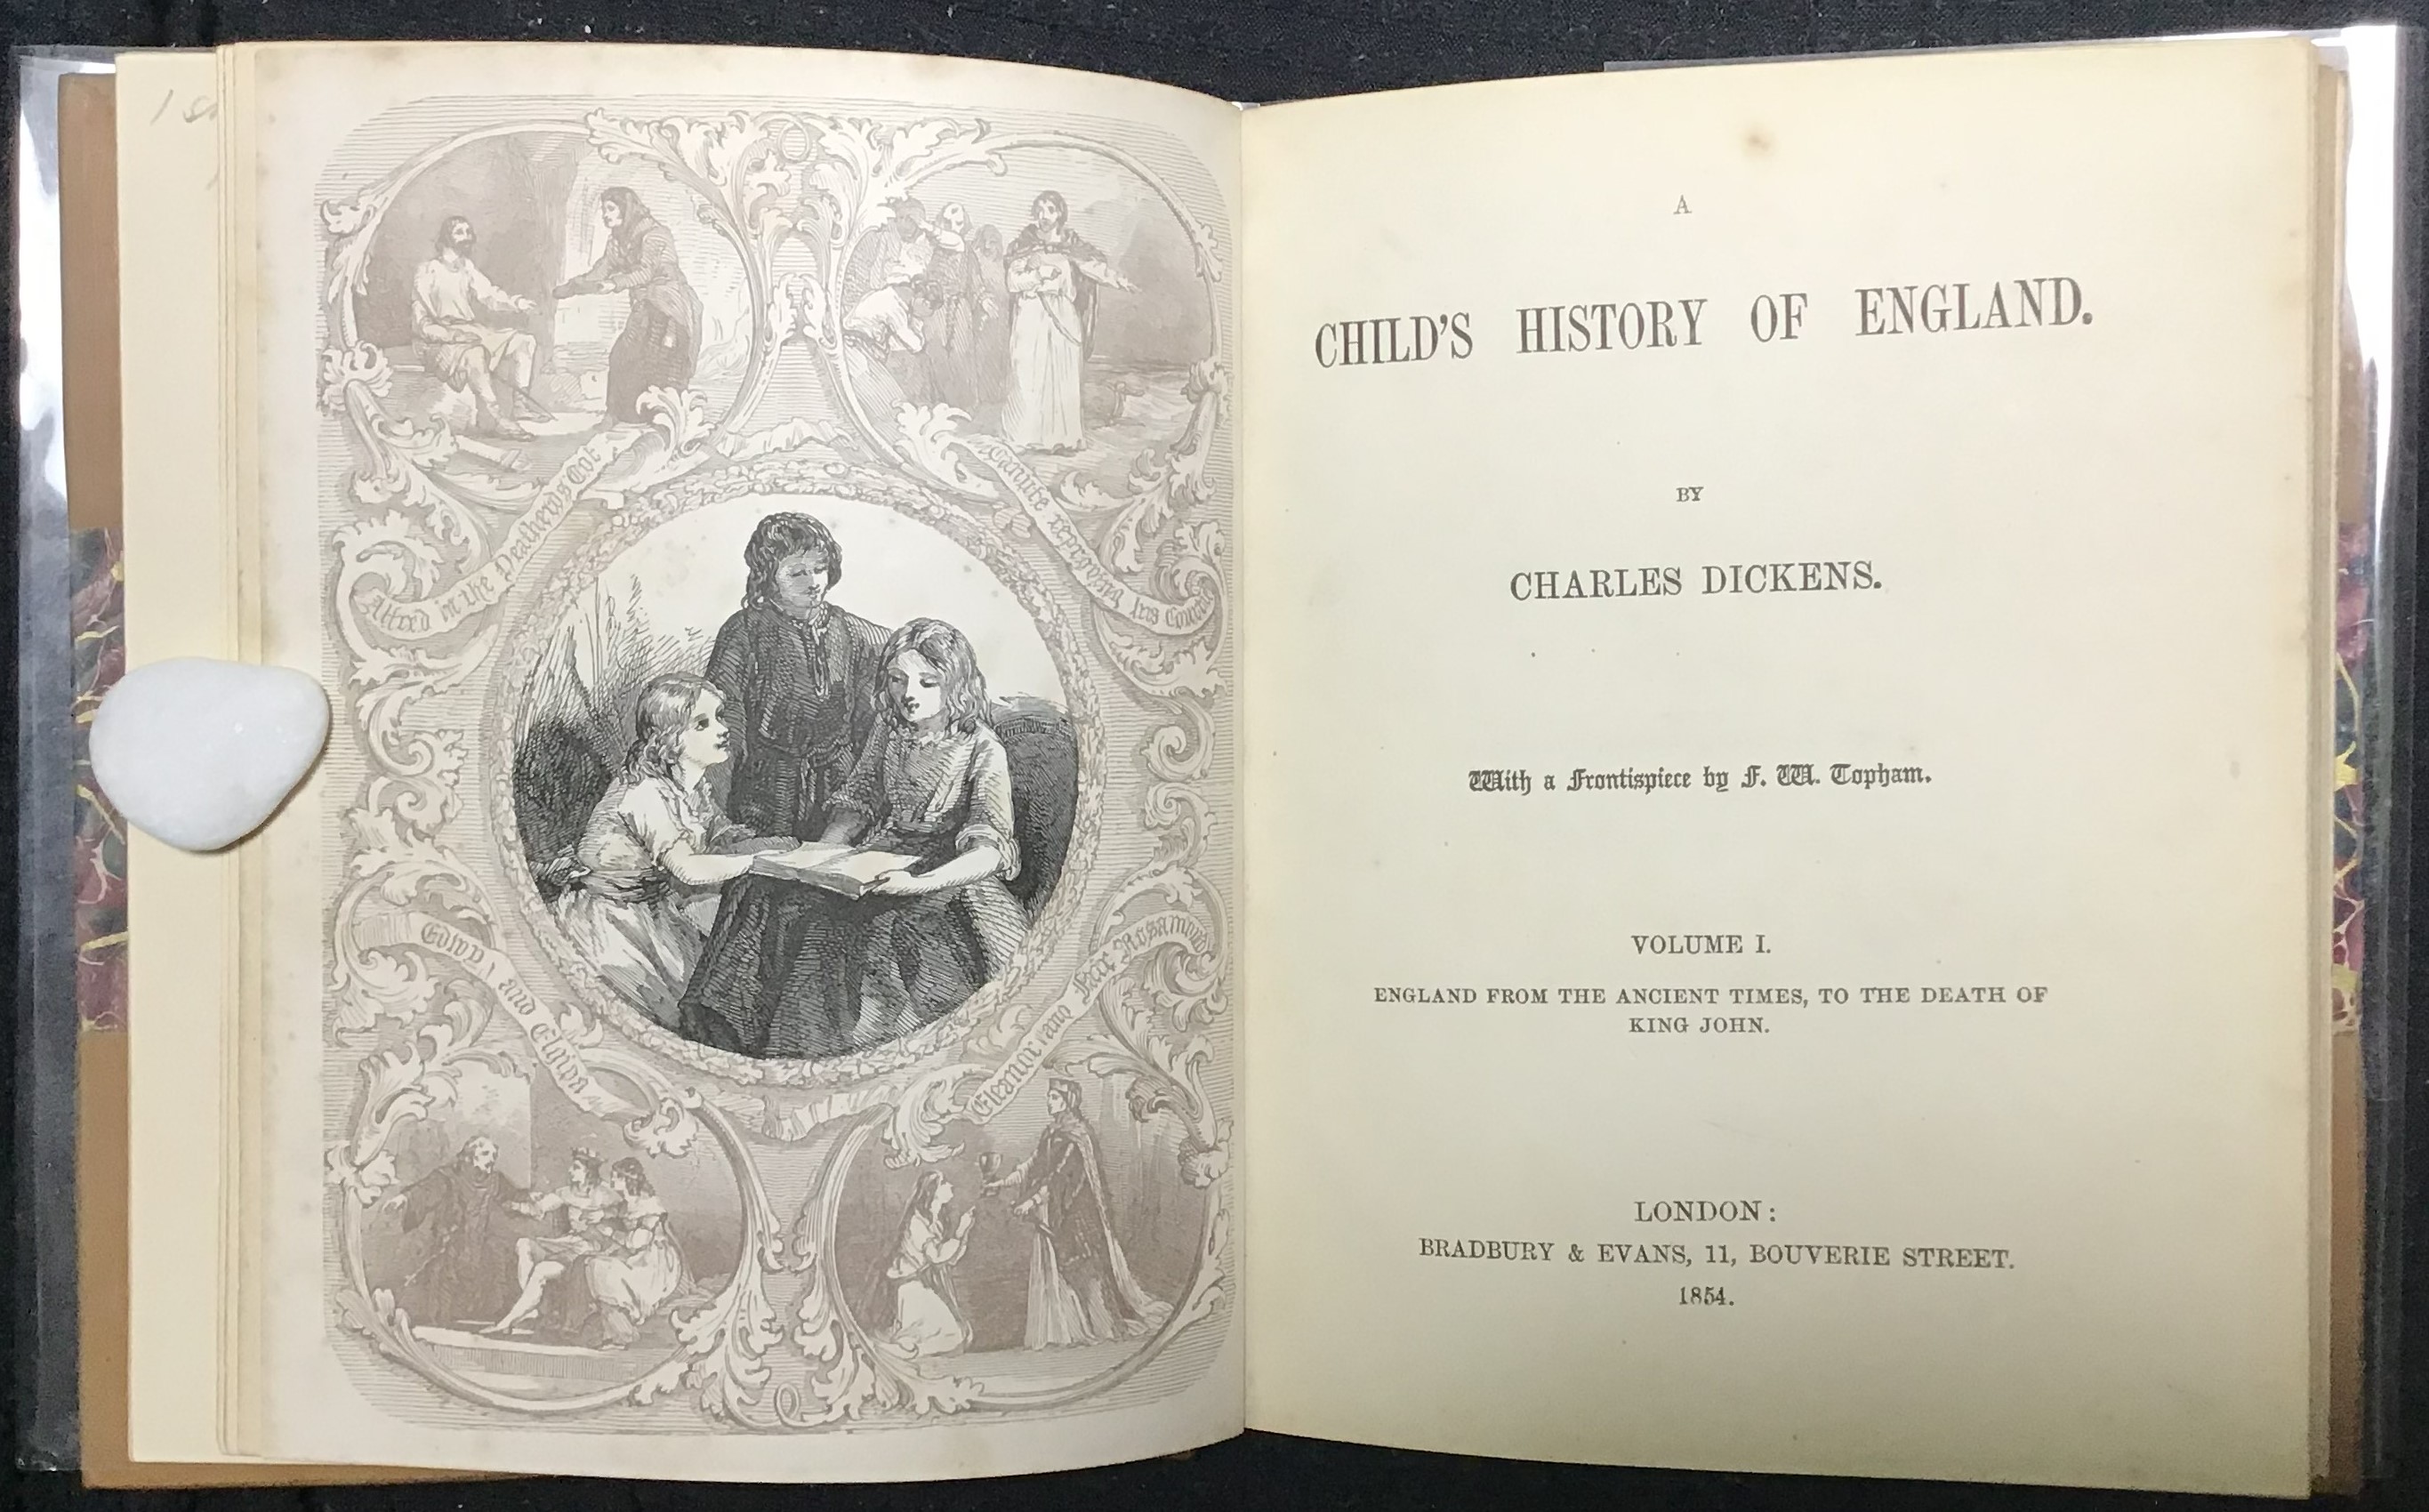 Alfred in the Neatherd's Cot
Canute reproving his
Edwy and Elgiva
Eleanor and Fair Rosamond
A
CHILD'S HISTORY OF ENGLAND.
BY
CHARLES DICKENS.
With a Frontispiece by F. W. Topham.
VOLUME I.
ENGLAND FROM THE ANCIENT TIMES, TO THE DEATH OF
KING JOHN.
LONDON:
BRADBURY & EVANS, 11, BOUVERIE STREET.
1854.